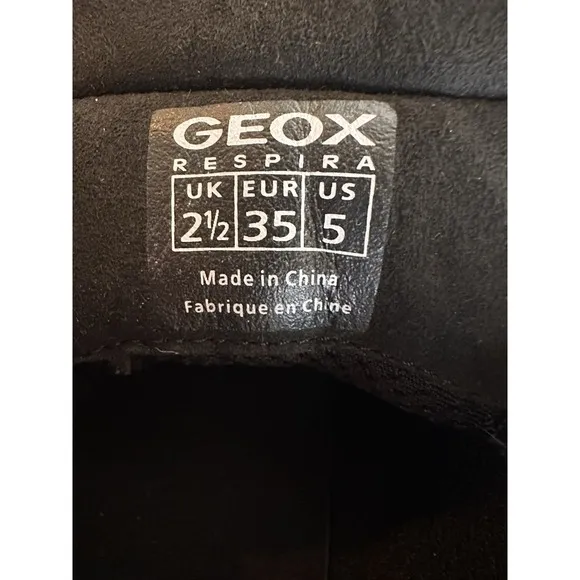 GEOX
RESPIRA
UK EUR US
2½ 35 5
Made in China
Fabrique en Chine